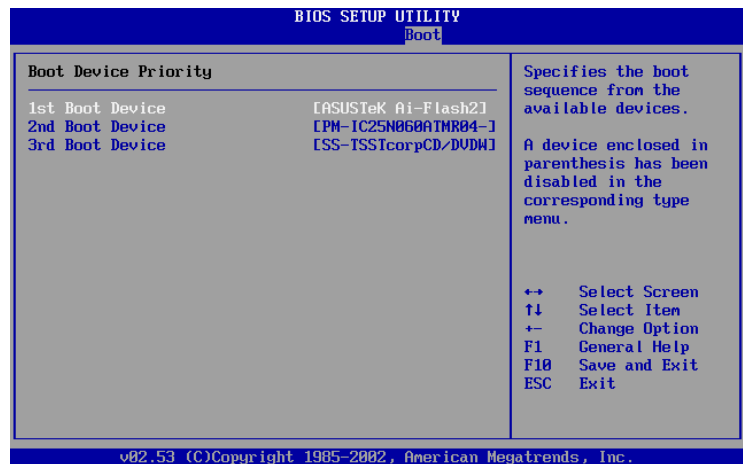 BIOS SETUP UTILITY
Boot
Boot Device Priority
1st Boot Device [ASUSTeK Ai-Flash2]
2nd Boot Device [PM-IC25N060ATMR04-]
3rd Boot Device [SS-TSSTcorpCD/DVDW]
Specifies the boot
sequence from the
available devices.
A device enclosed in
parenthesis has been
disabled in the
corresponding type
menu.
←→ Select Screen
↑↓ Select Item
+- Change Option
F1 General Help
F10 Save and Exit
ESC Exit
v02.53 (C)Copyright 1985-2002, American Megatrends, Inc.